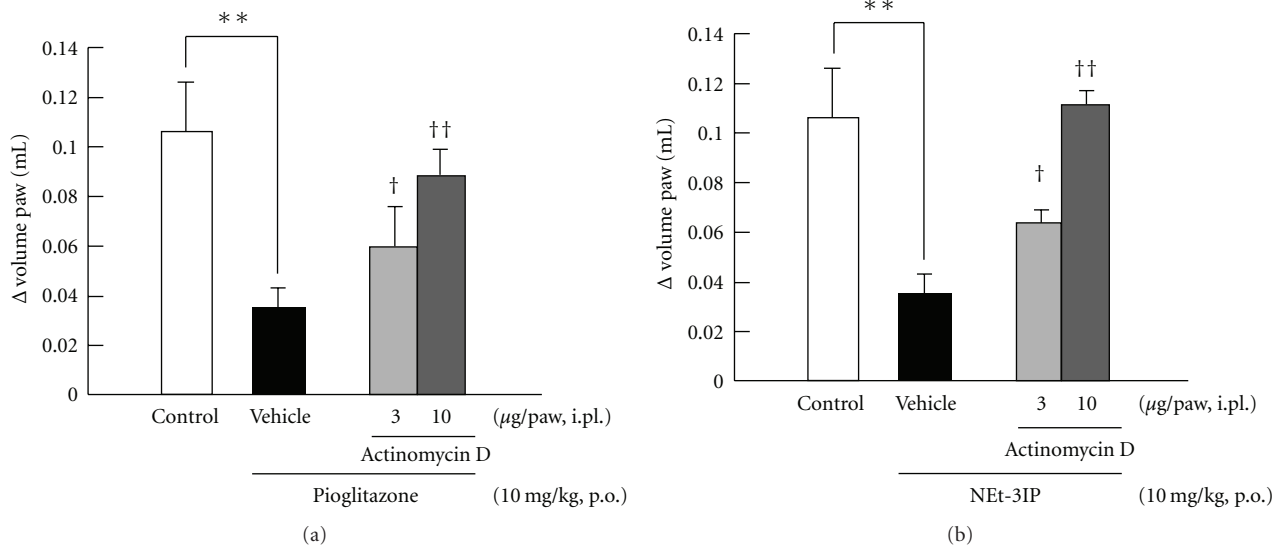 ∗∗
0.14
0.12
0.1
0.08
0.06
0.04
0.02
0
Δ volume paw (mL)
†
††
Control
Vehicle
3
10
(μg/paw, i.pl.)
Actinomycin D
Pioglitazone
(10 mg/kg, p.o.)
(a)
∗∗
0.14
0.12
0.1
0.08
0.06
0.04
0.02
0
Δ volume paw (mL)
†
††
Control
Vehicle
3
10
(μg/paw, i.pl.)
Actinomycin D
NEt-3IP
(10 mg/kg, p.o.)
(b)